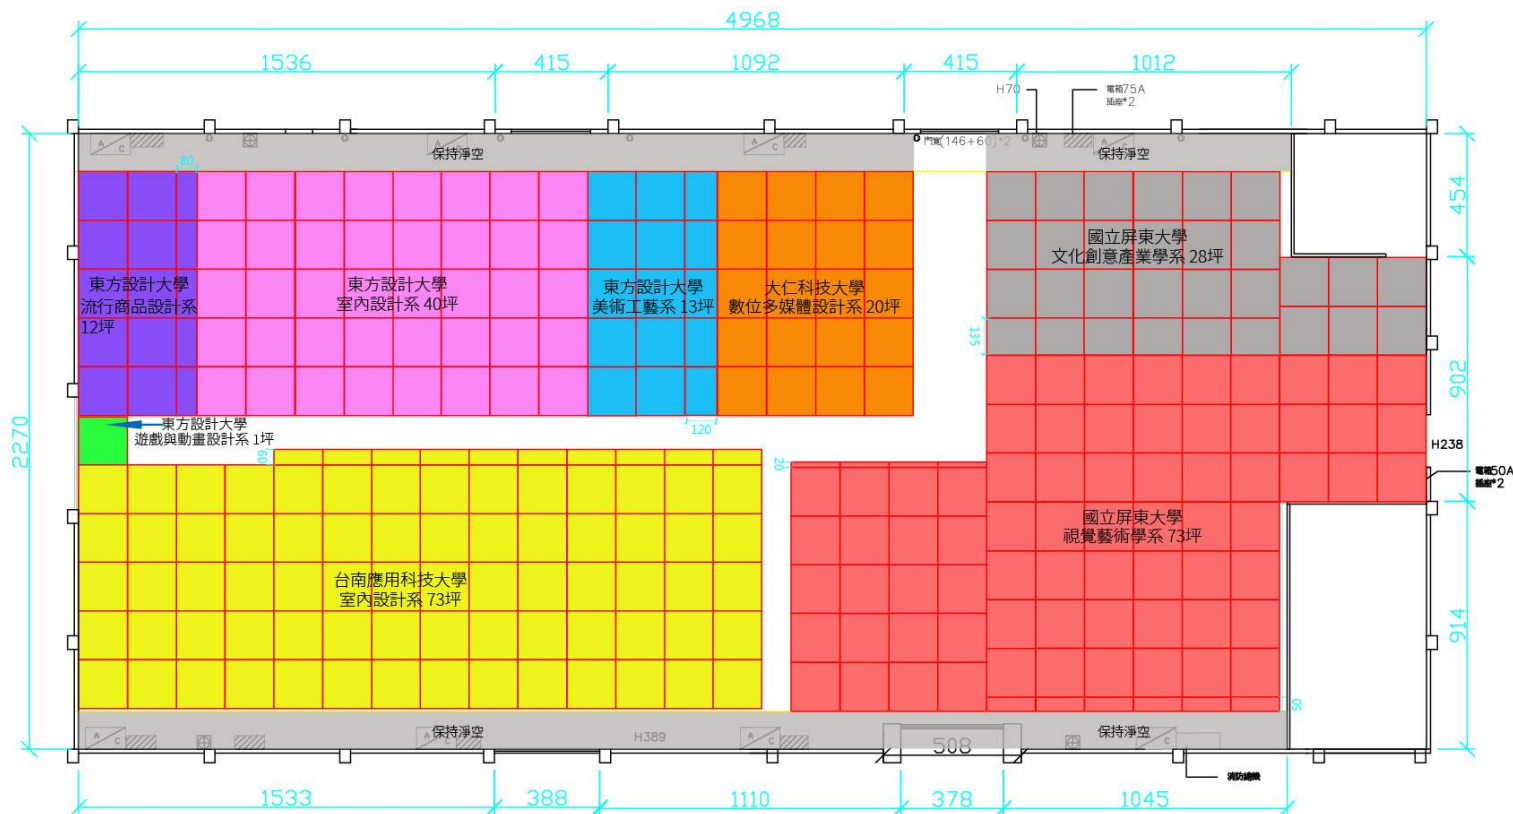 4968
1536
415
1092
415
1012
H70
電箱75A
插座*2
A
C
保持淨空
A
C
A
C
門寬(146+60)*2
保持淨空
80
454
東方設計大學
流行商品設計系
12坪
東方設計大學
室內設計系 40坪
東方設計大學
美術工藝系 13坪
大仁科技大學
數位多媒體設計系 20坪
國立屏東大學
文化創意產業學系 28坪
135
902
2270
東方設計大學
遊戲與動畫設計系 1坪
120
60
20
H238
電箱50A
插座*2
國立屏東大學
視覺藝術學系 73坪
台南應用科技大學
室內設計系 73坪
914
50
A
C
保持淨空
A
C
H389
A
C
508
保持淨空
A
C
1533
388
1110
378
1045